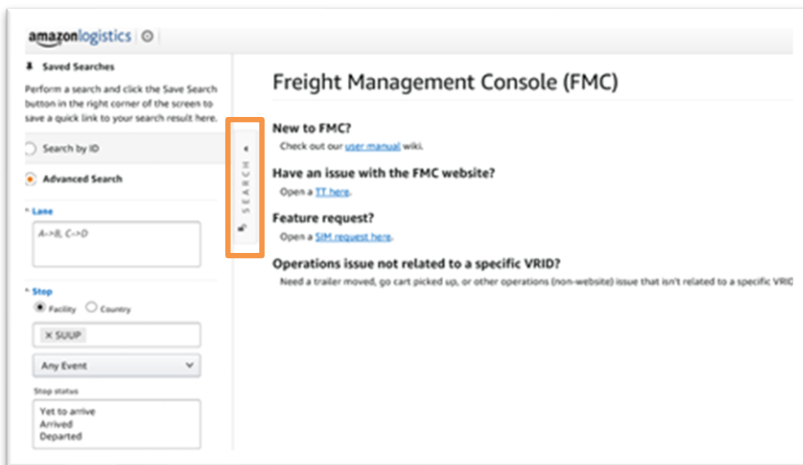 amazonlogistics
Saved Searches
Perform a search and click the Save Search
button in the right corner of the screen to
save a quick link to your search result here.
Search by ID
Advanced Search
Lane
A->B, C->D
Stop
Facility Country
× SUUP
Any Event
Stop status
Yet to arrive
Arrived
Departed
SEARCH
Freight Management Console (FMC)
New to FMC?
Check out our user manual wiki.
Have an issue with the FMC website?
Open a TT here.
Feature request?
Open a SIM request here.
Operations issue not related to a specific VRID?
Need a trailer moved, go cart picked up, or other operations (non-website) issue that isn't related to a specific VRID